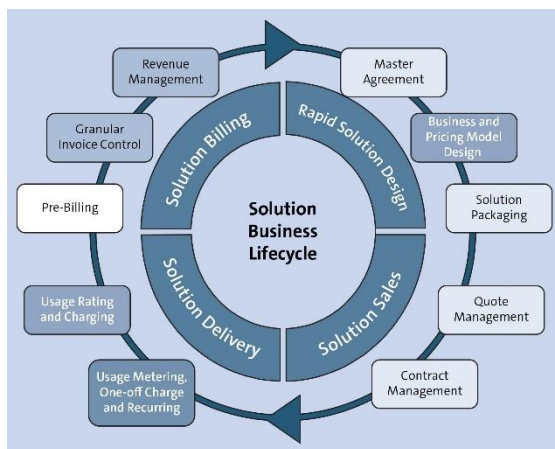 Revenue
Management
Master
Agreement
Granular
Invoice Control
Business and
Pricing Model
Design
Solution Billing
Rapid Solution Design
Pre-Billing
Solution
Business
Lifecycle
Solution
Packaging
Solution Delivery
Solution Sales
Usage Rating
and Charging
Quote
Management
Usage Metering,
One-off Charge
and Recurring
Contract
Management